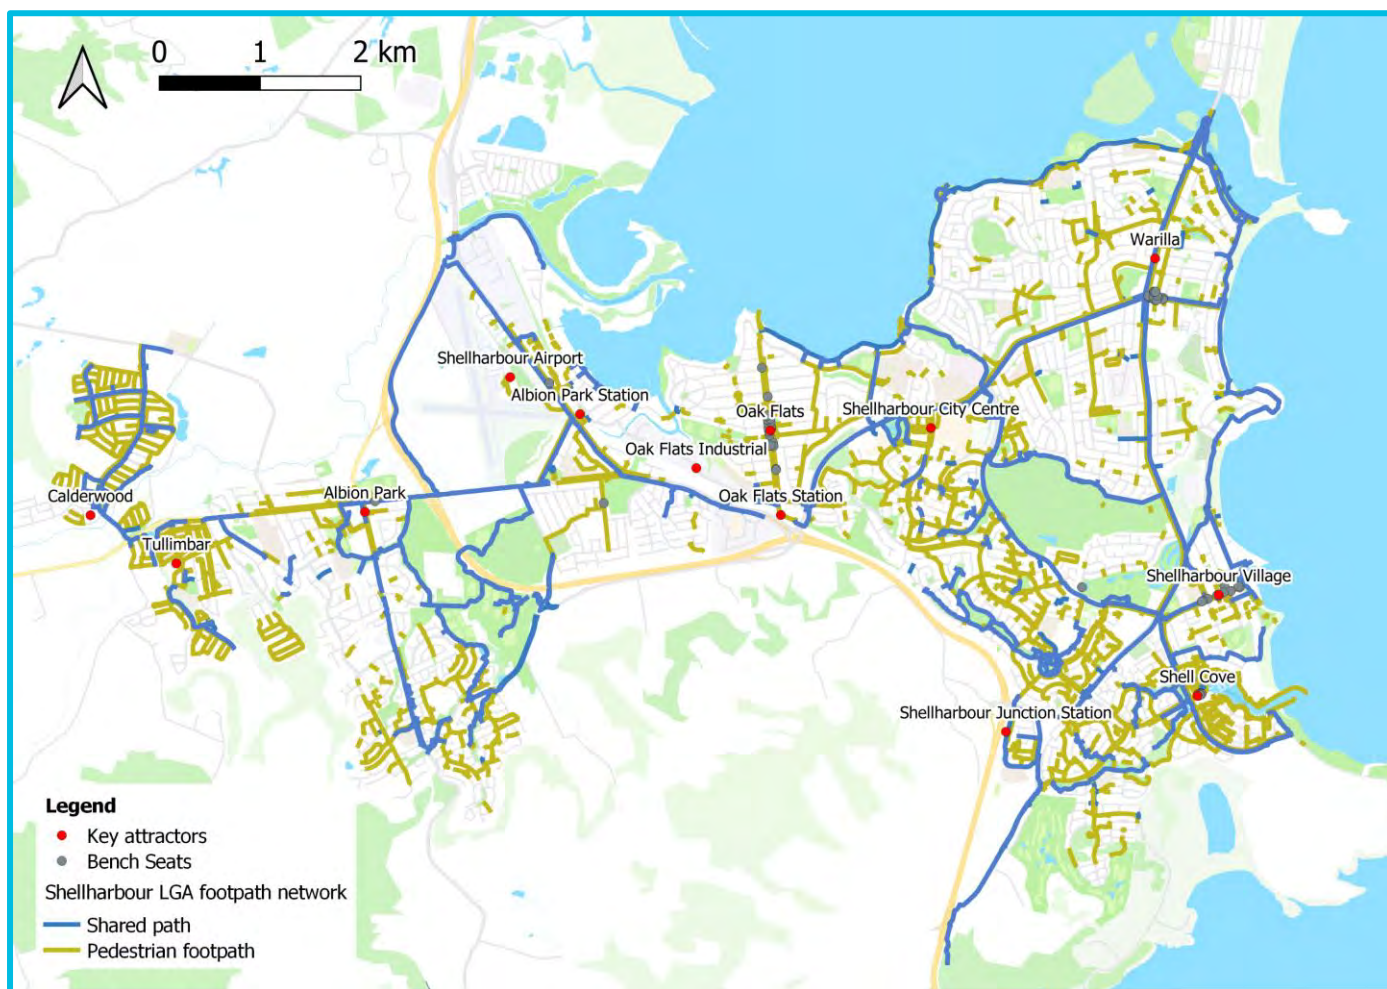 0 1 2 km
Warilla
Shellharbour Airport
Albion Park Station
Oak Flats
Shellharbour City Centre
Oak Flats Industrial
Calderwood
Albion Park
Oak Flats Station
Tullimbar
Shellharbour Village
Shell Cove
Shellharbour Junction Station
Legend
Key attractors
Bench Seats
Shellharbour LGA footpath network
Shared path
Pedestrian footpath